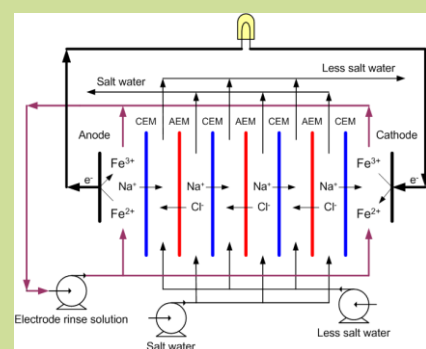 Less salt water
Salt water
CEM AEM CEM AEM CEM AEM CEM
Anode
Cathode
e-
Fe3+
Na+
Na+
Na+
Na+
Fe3+
e-
Cl-
Cl-
Cl-
Fe2+
Fe2+
Electrode rinse solution
Salt water
Less salt water